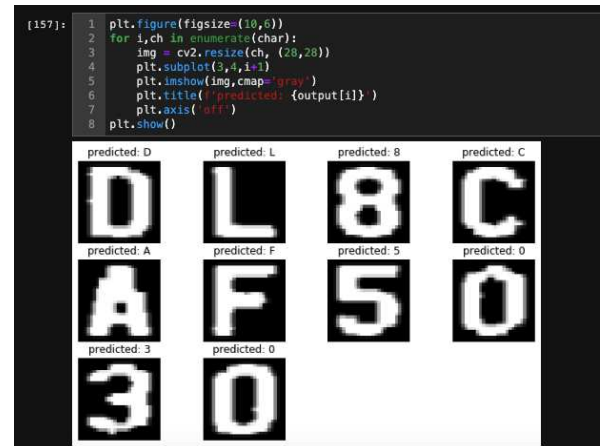 [157]:
1 plt.figure(figsize=(10,6))
2 for i,ch in enumerate(char):
3     img = cv2.resize(ch, (28,28))
4     plt.subplot(3,4,i+1)
5     plt.imshow(img,cmap='gray')
6     plt.title(f'predicted: {output[i]}')
7     plt.axis('off')
8 plt.show()
predicted: D predicted: L predicted: 8 predicted: C
D L 8 C
predicted: A predicted: F predicted: 5 predicted: 0
A F 5 0
predicted: 3 predicted: 0
3 0